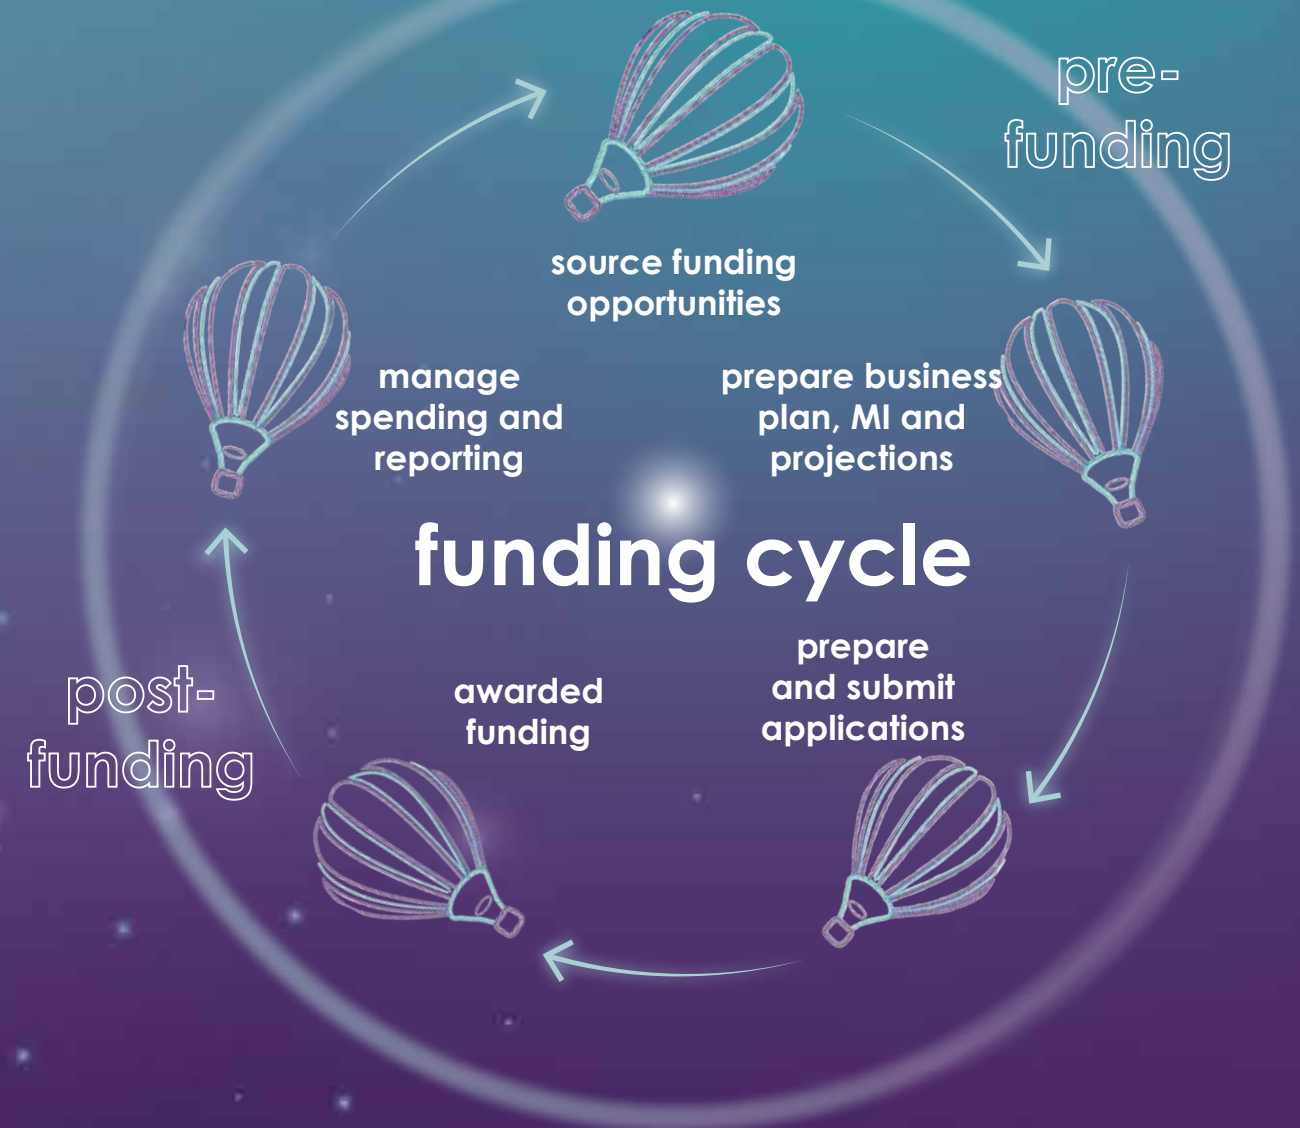 pre-
funding
source funding
opportunities
manage
spending and
reporting
prepare business
plan, MI and
projections
funding cycle
prepare
and submit
applications
awarded
funding
post-
funding